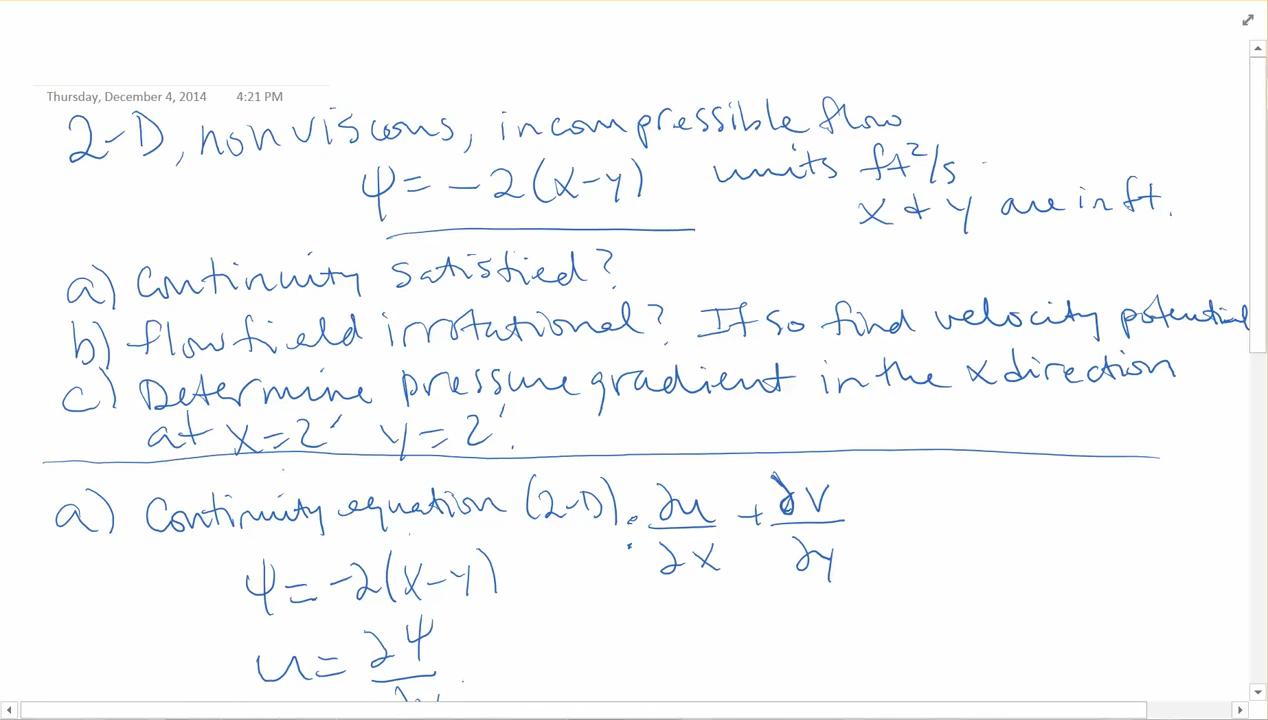 Thursday, December 4, 2014 4:21 PM
2-D, nonviscous, incompressible flow
ψ = -2(x-y) units ft²/s
x & y are in ft.
a) Continuity satisfied?
b) flow field irrotational? If so find velocity potential
c) Determine pressure gradient in the x direction
at x=2' y=2'.
a) Continuity equation (2-D): ∂u/∂x + ∂v/∂y
ψ = -2(x-y)
u = ∂ψ/∂y